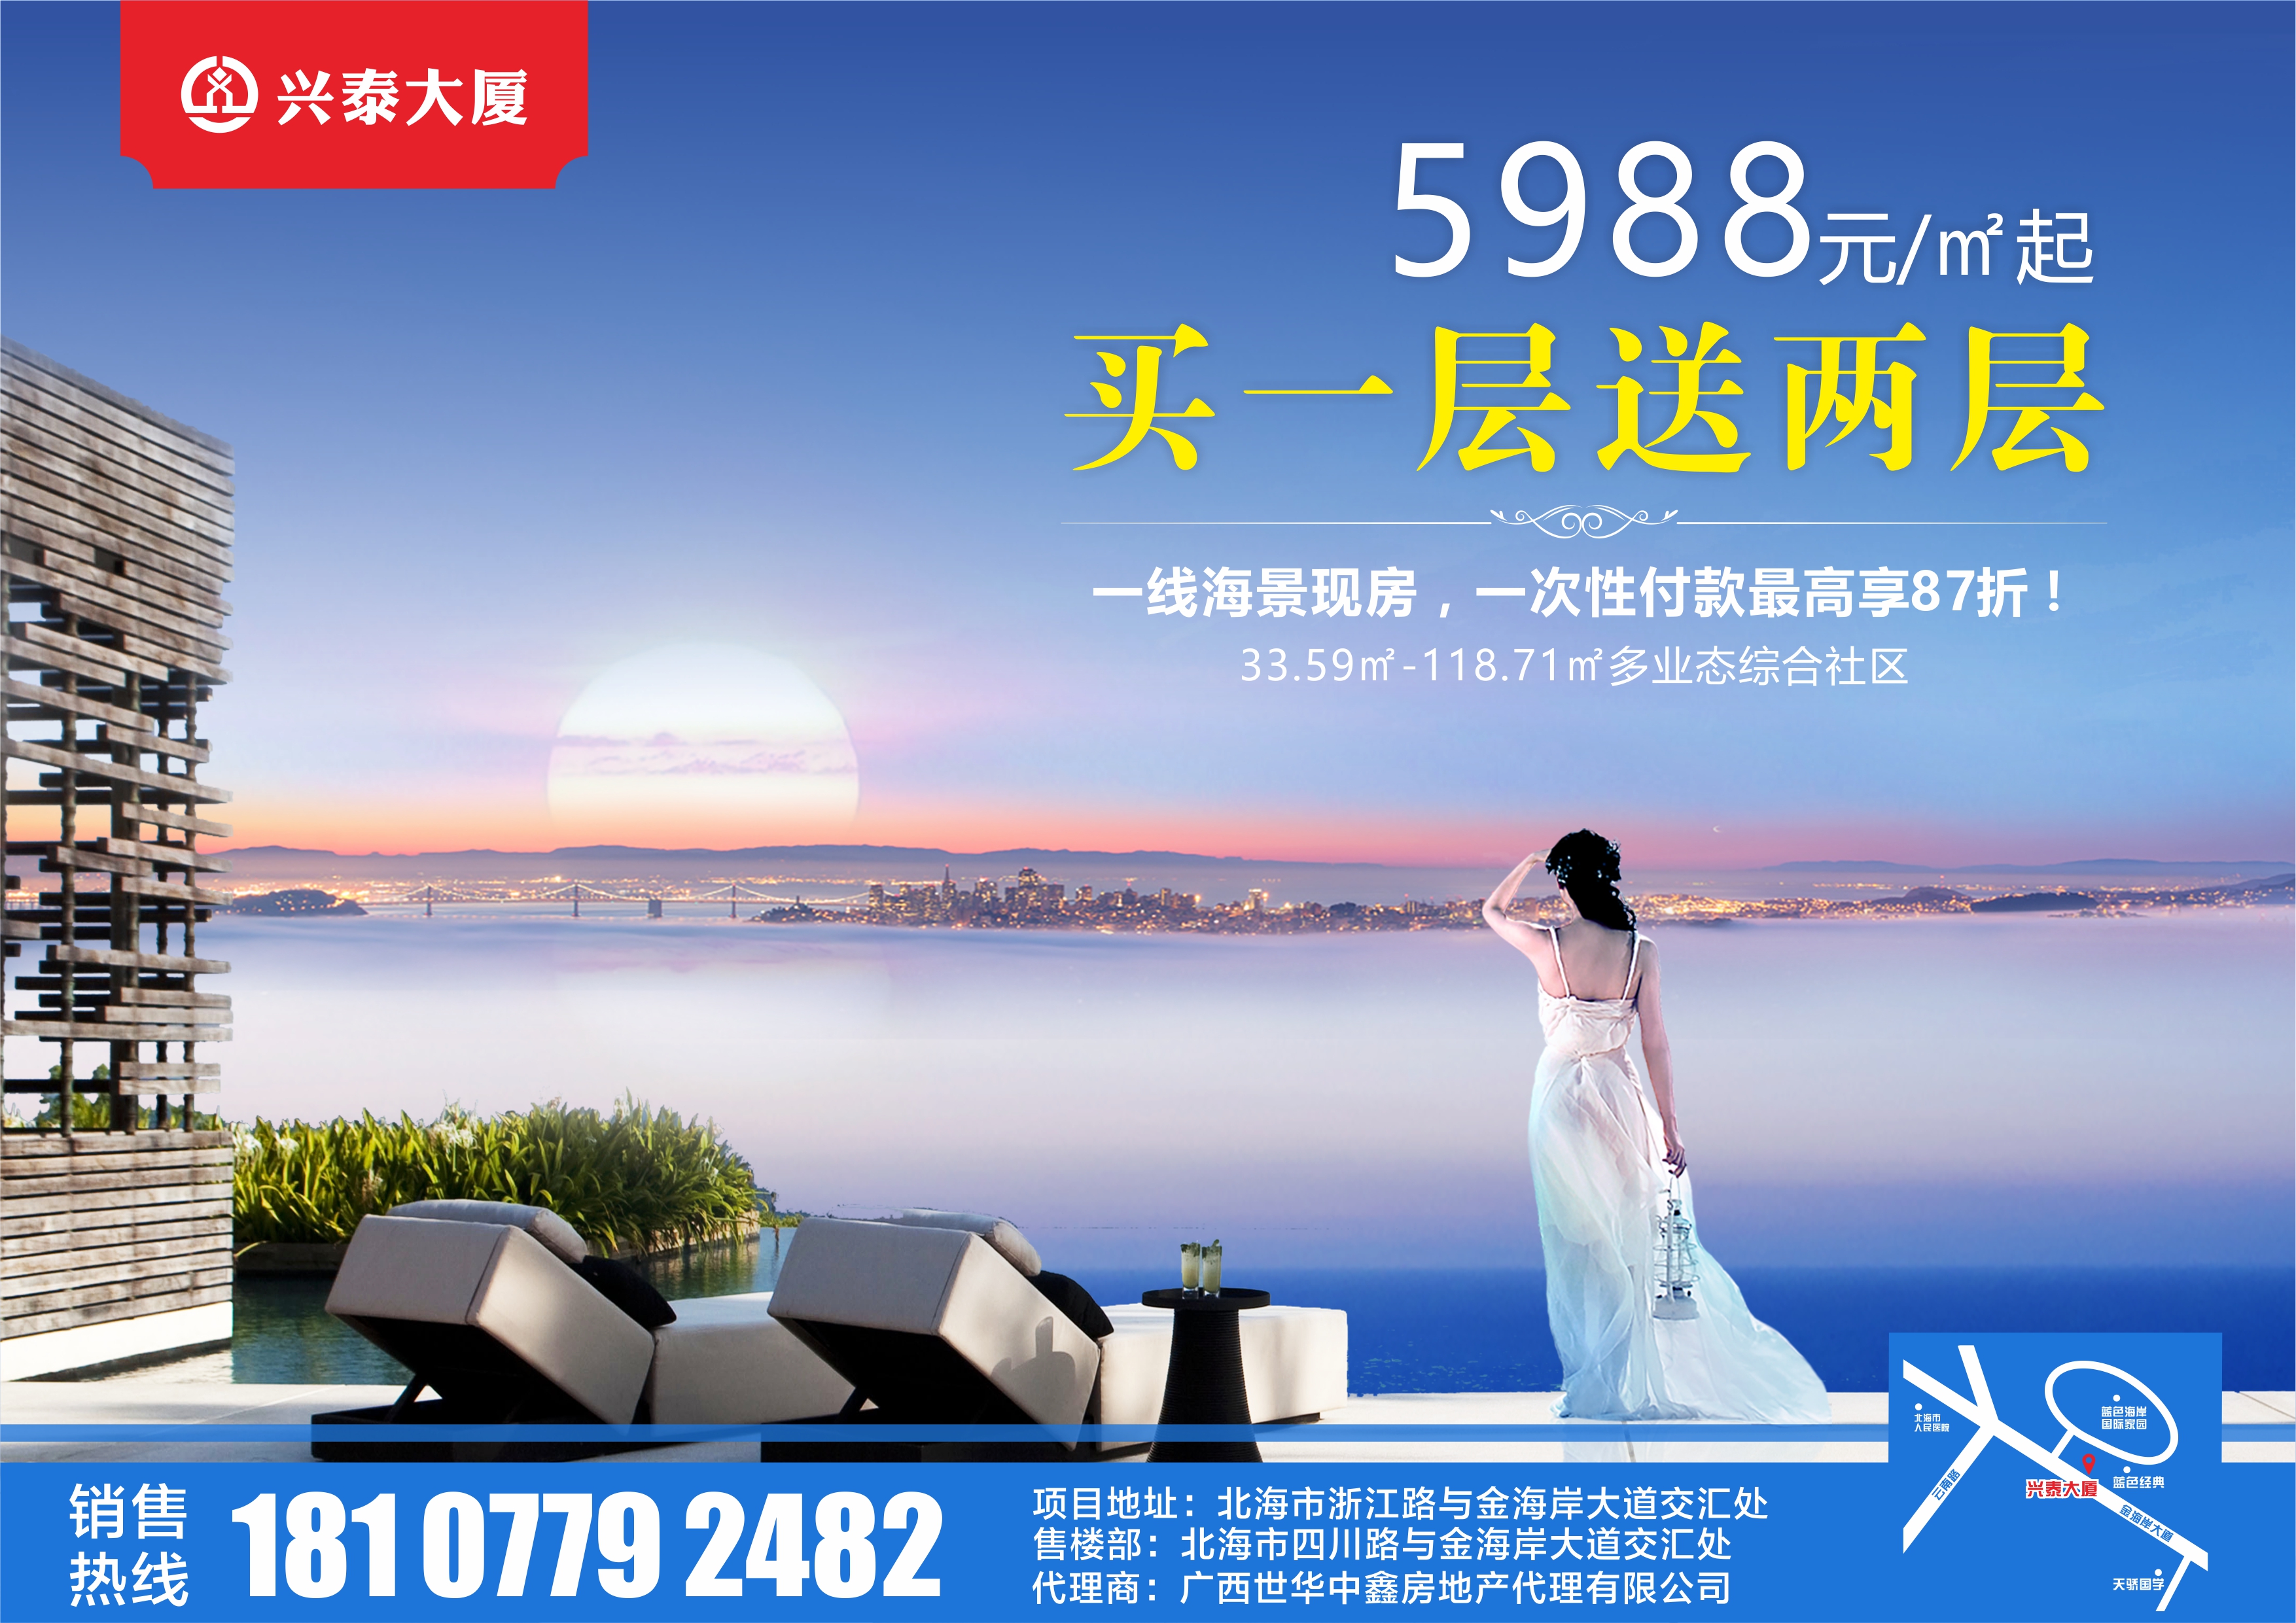 兴泰大厦
5988元/㎡起
买一层送两层
一线海景现房，一次性付款最高享87折！
33.59㎡-118.71㎡多业态综合社区
销售
热线
181 0779 2482
项目地址：北海市浙江路与金海岸大道交汇处
售楼部：北海市四川路与金海岸大道交汇处
代理商：广西世华中鑫房地产代理有限公司
北海市
人民医院
蓝色海岸
国际家园
云南路
兴泰大厦
蓝色经典
金海岸大道
天骄国学